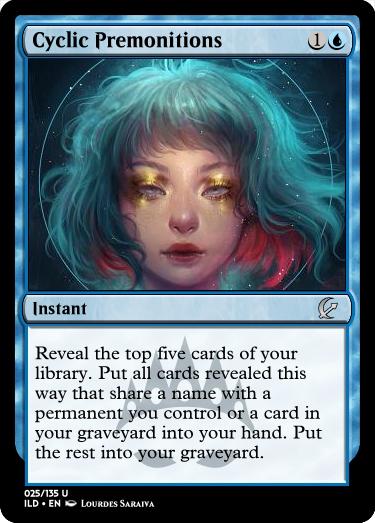 Cyclic Premonitions 1
Instant
Reveal the top five cards of your
library. Put all cards revealed this
way that share a name with a
permanent you control or a card in
your graveyard into your hand. Put
the rest into your graveyard.
025/135 U
ILD • EN Lourdes Saraiva